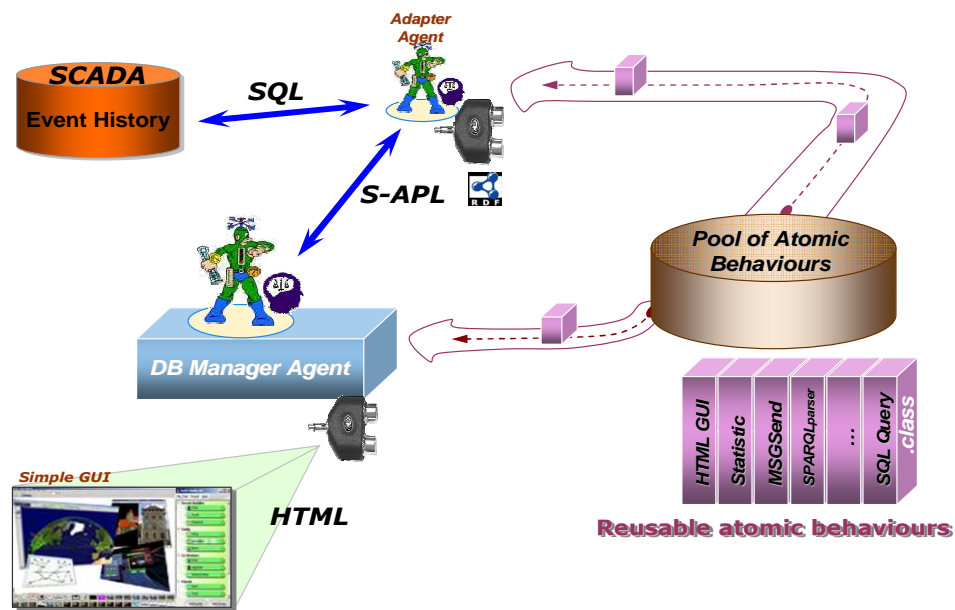 Adapter
Agent
SCADA
Event History
SQL
S-APL
RDF
Pool of Atomic
Behaviours
DB Manager Agent
HTML GUI
Statistic
MSGSend
SPARQLparser
...
SQL Query
.class
Simple GUI
HTML
Reusable atomic behaviours